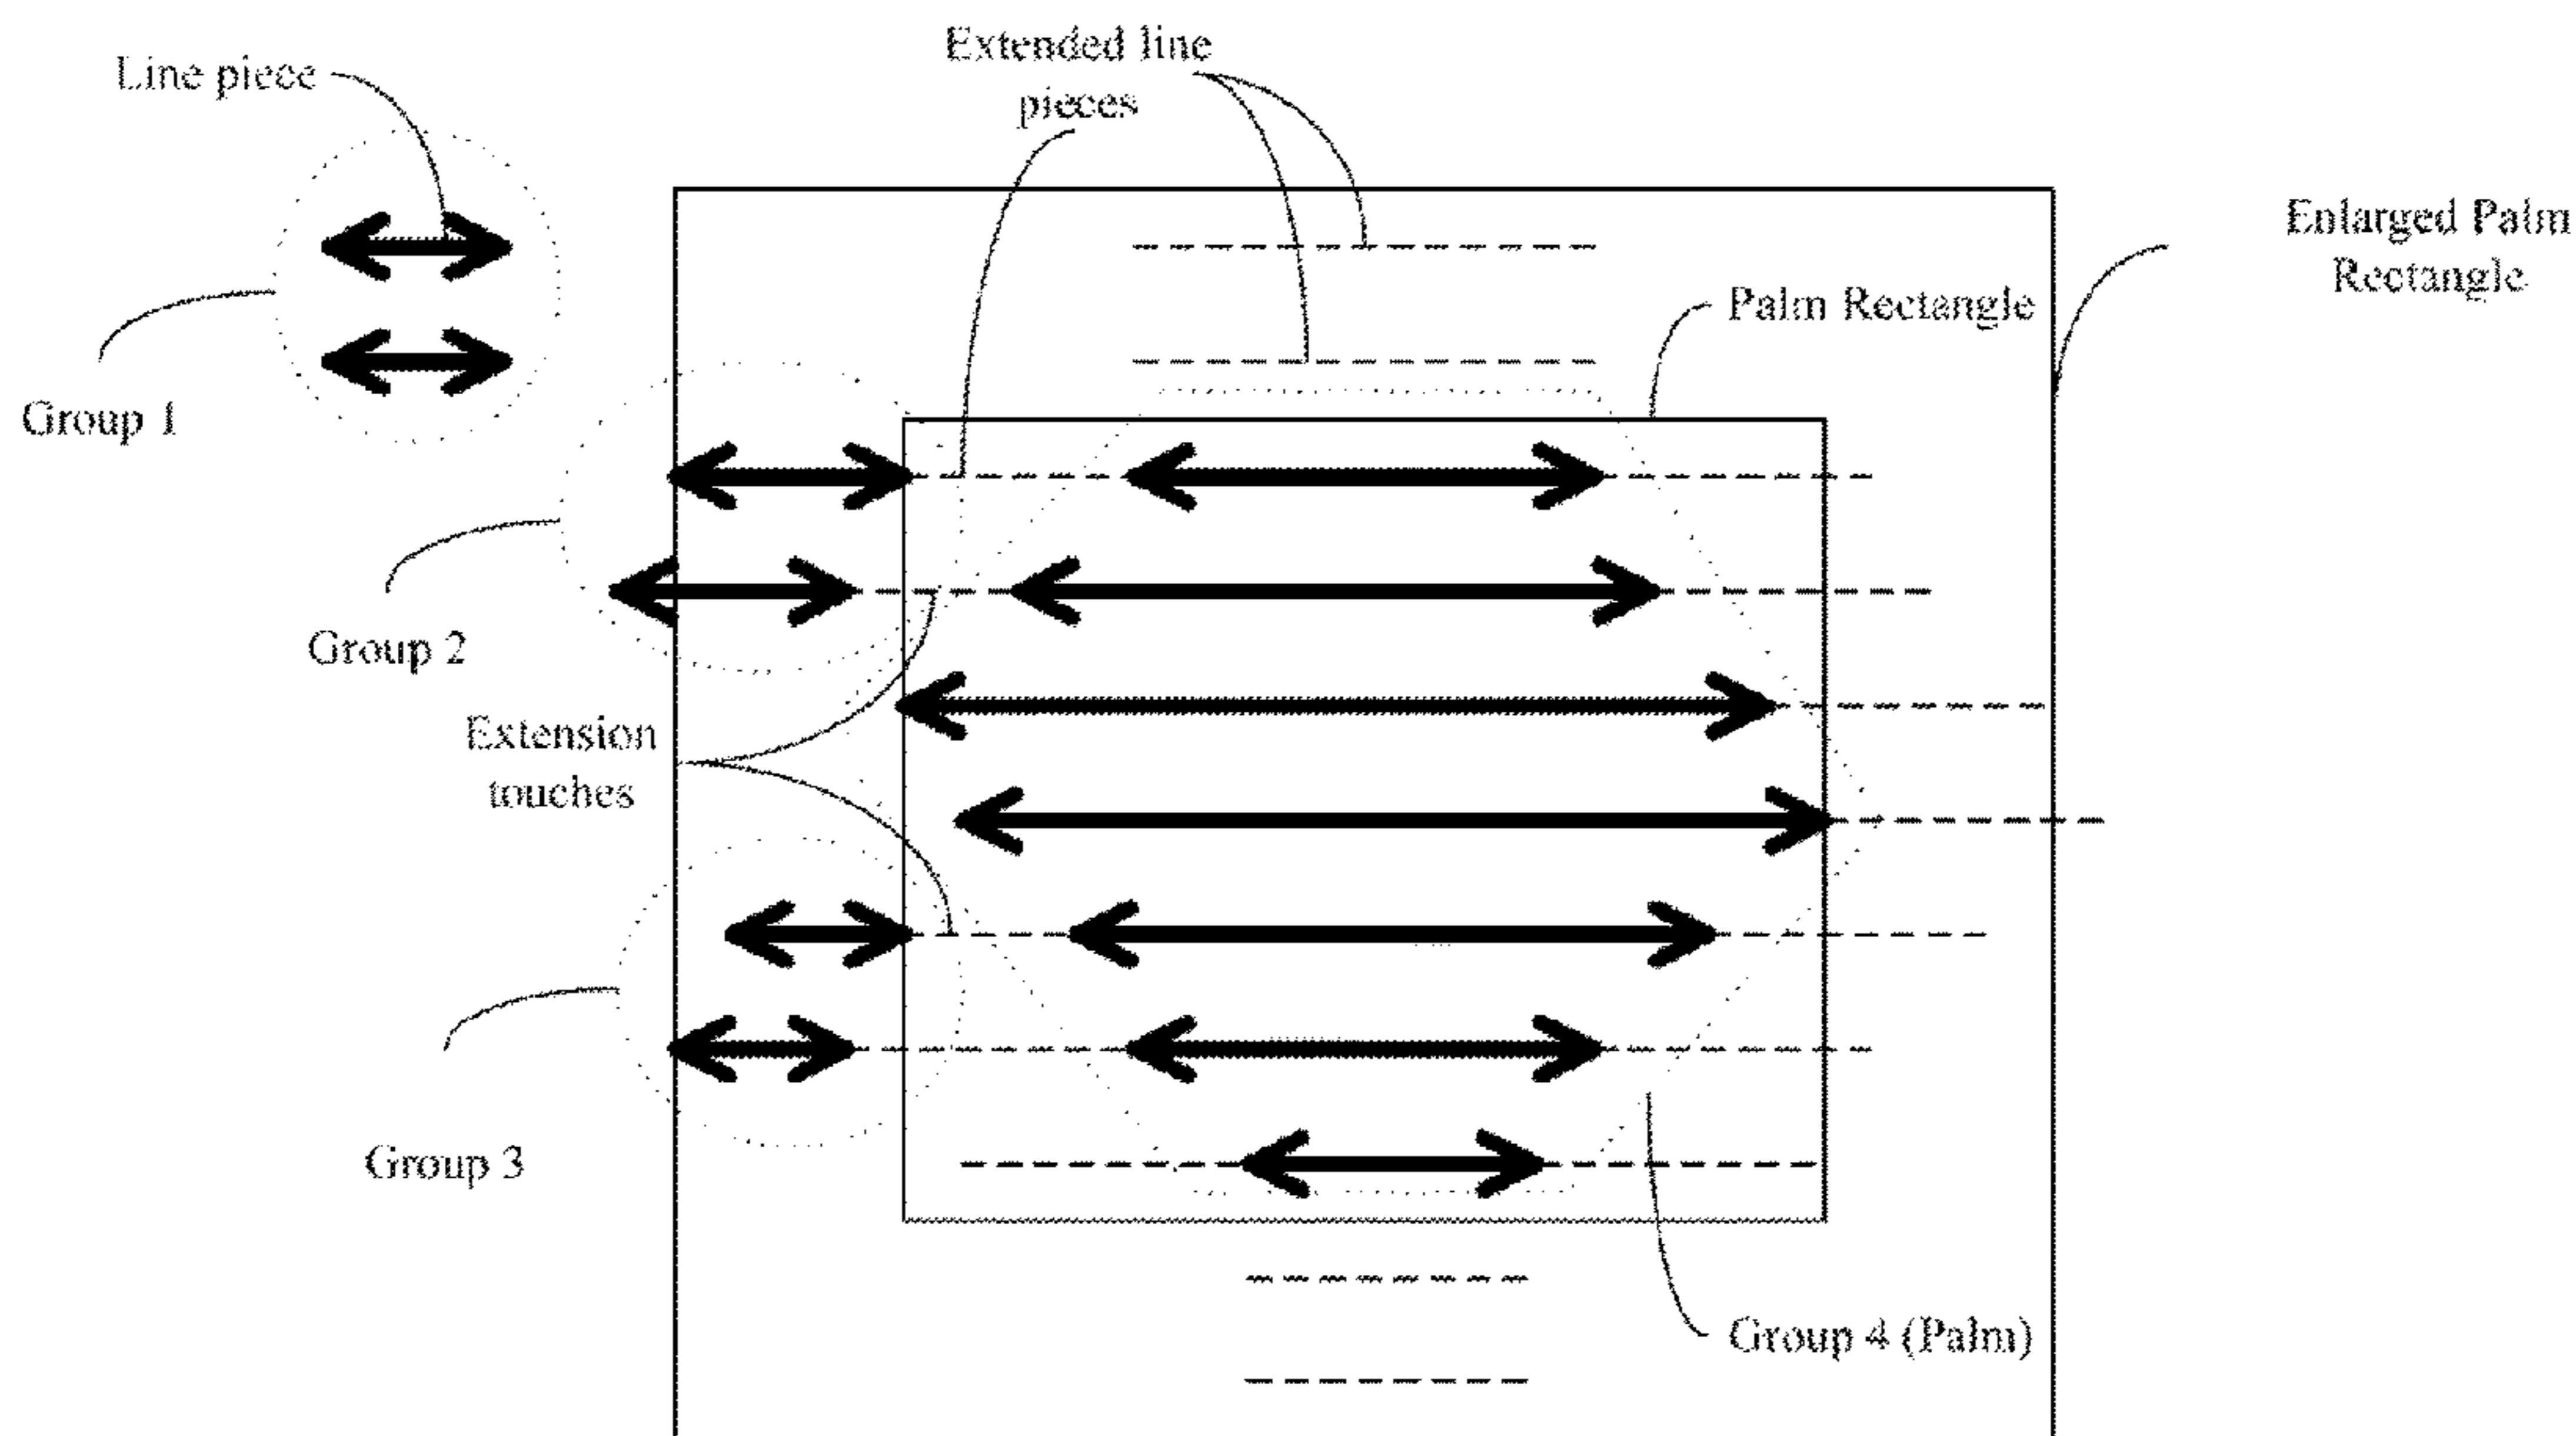 Line piece
Extended line
pieces
Enlarged Palm
Rectangle
Palm Rectangle
Group 1
Group 2
Extension
touches
Group 3
Group 4 (Palm)